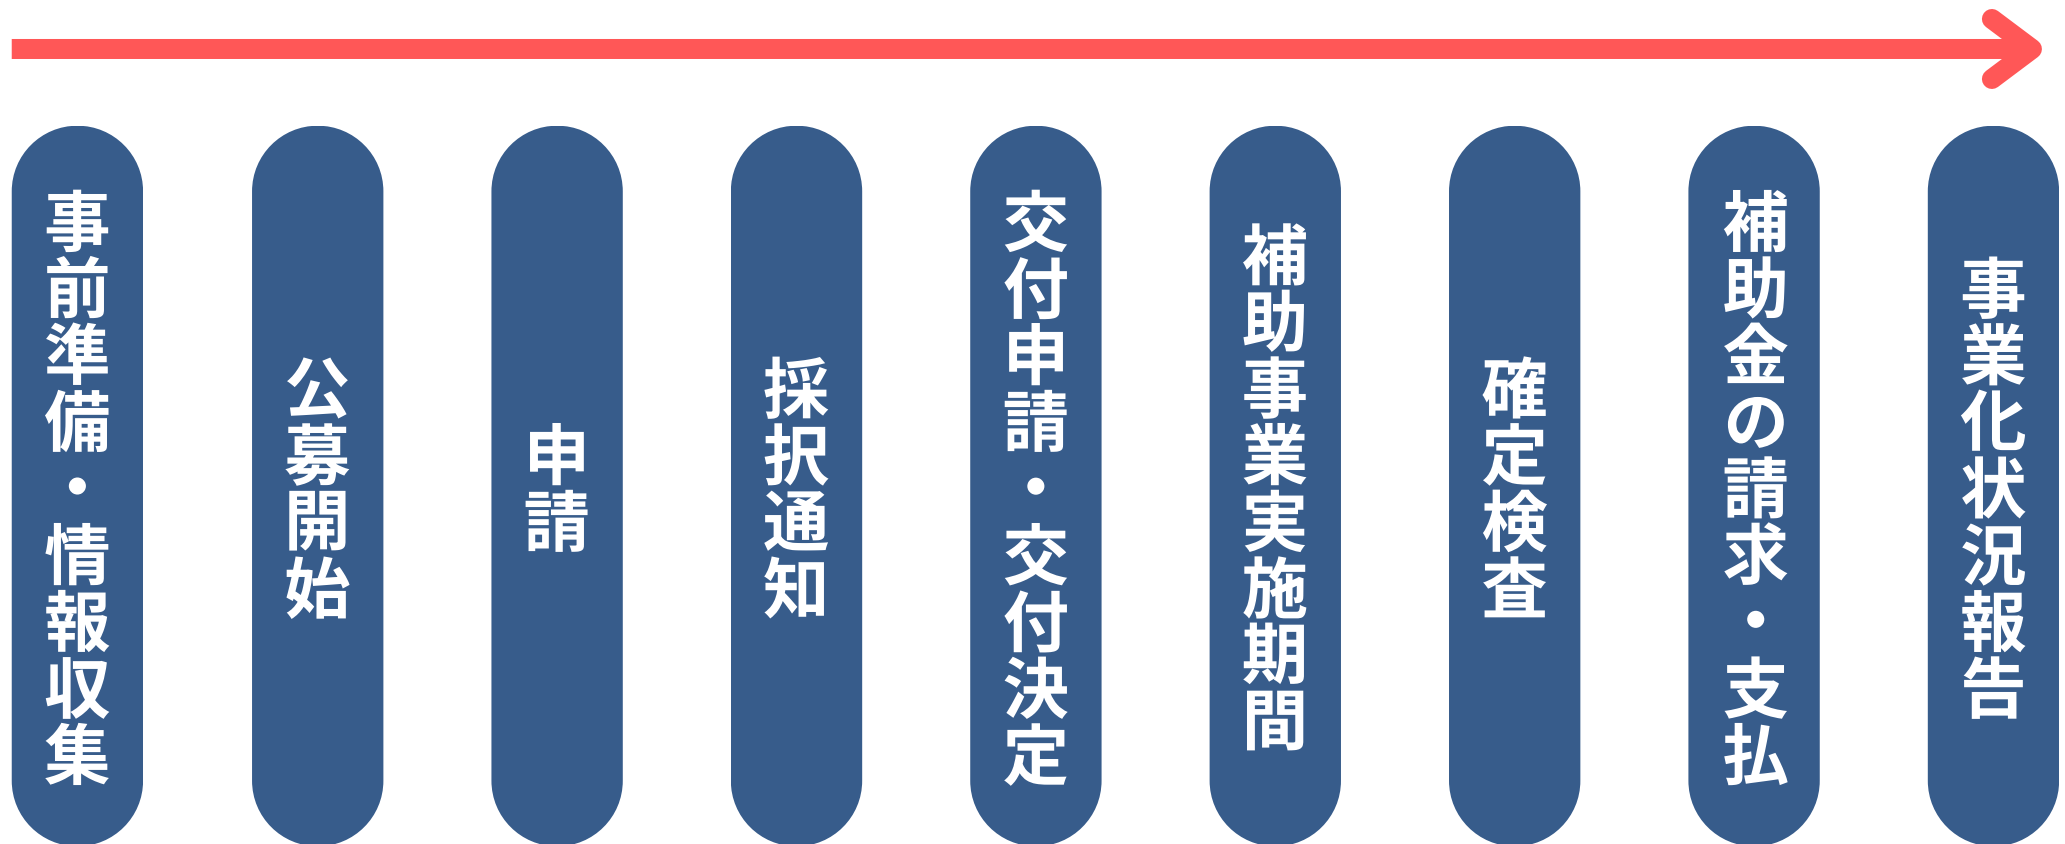 事前準備・情報収集
公募開始
申請
採択通知
交付申請・交付決定
補助事業実施期間
確定検査
補助金の請求・支払
事業化状況報告